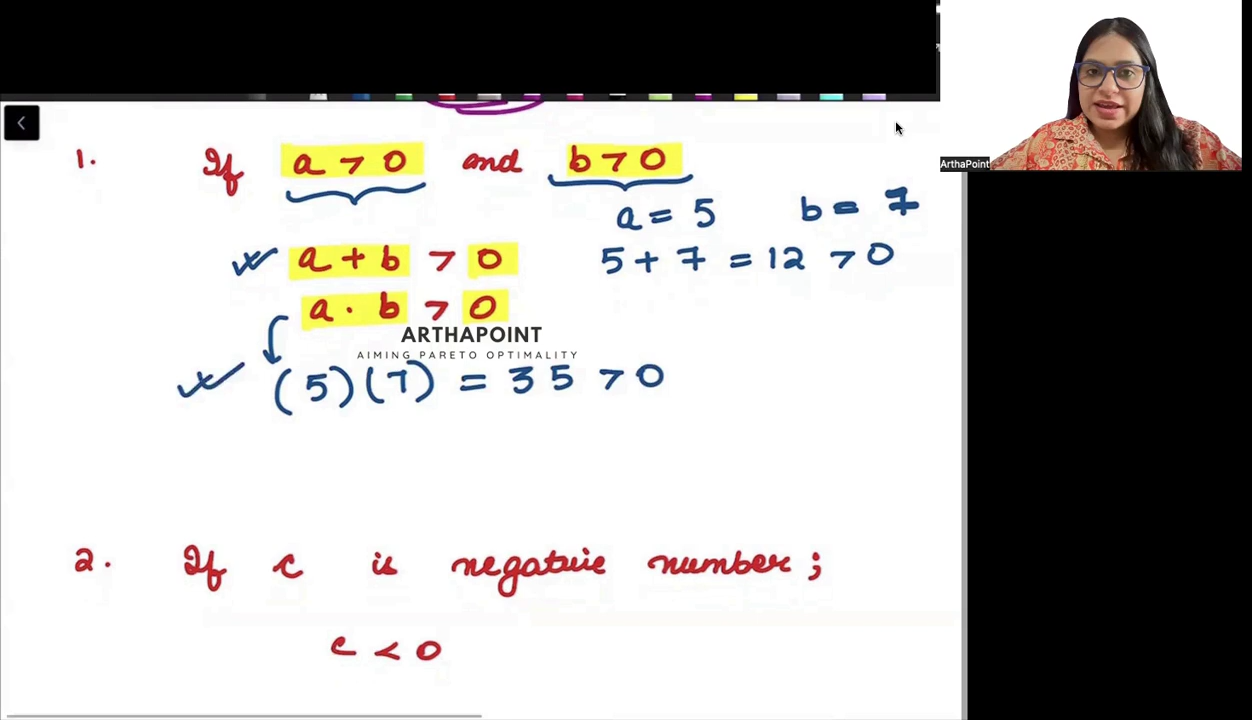 ArthaPoint
1. If a > 0 and b > 0
a = 5 b = 7
a + b > 0 5 + 7 = 12 > 0
a · b > 0
ARTHAPOINT
AIMING PARETO OPTIMALITY
(5)(7) = 35 > 0
2. If c is negative number;
c < 0